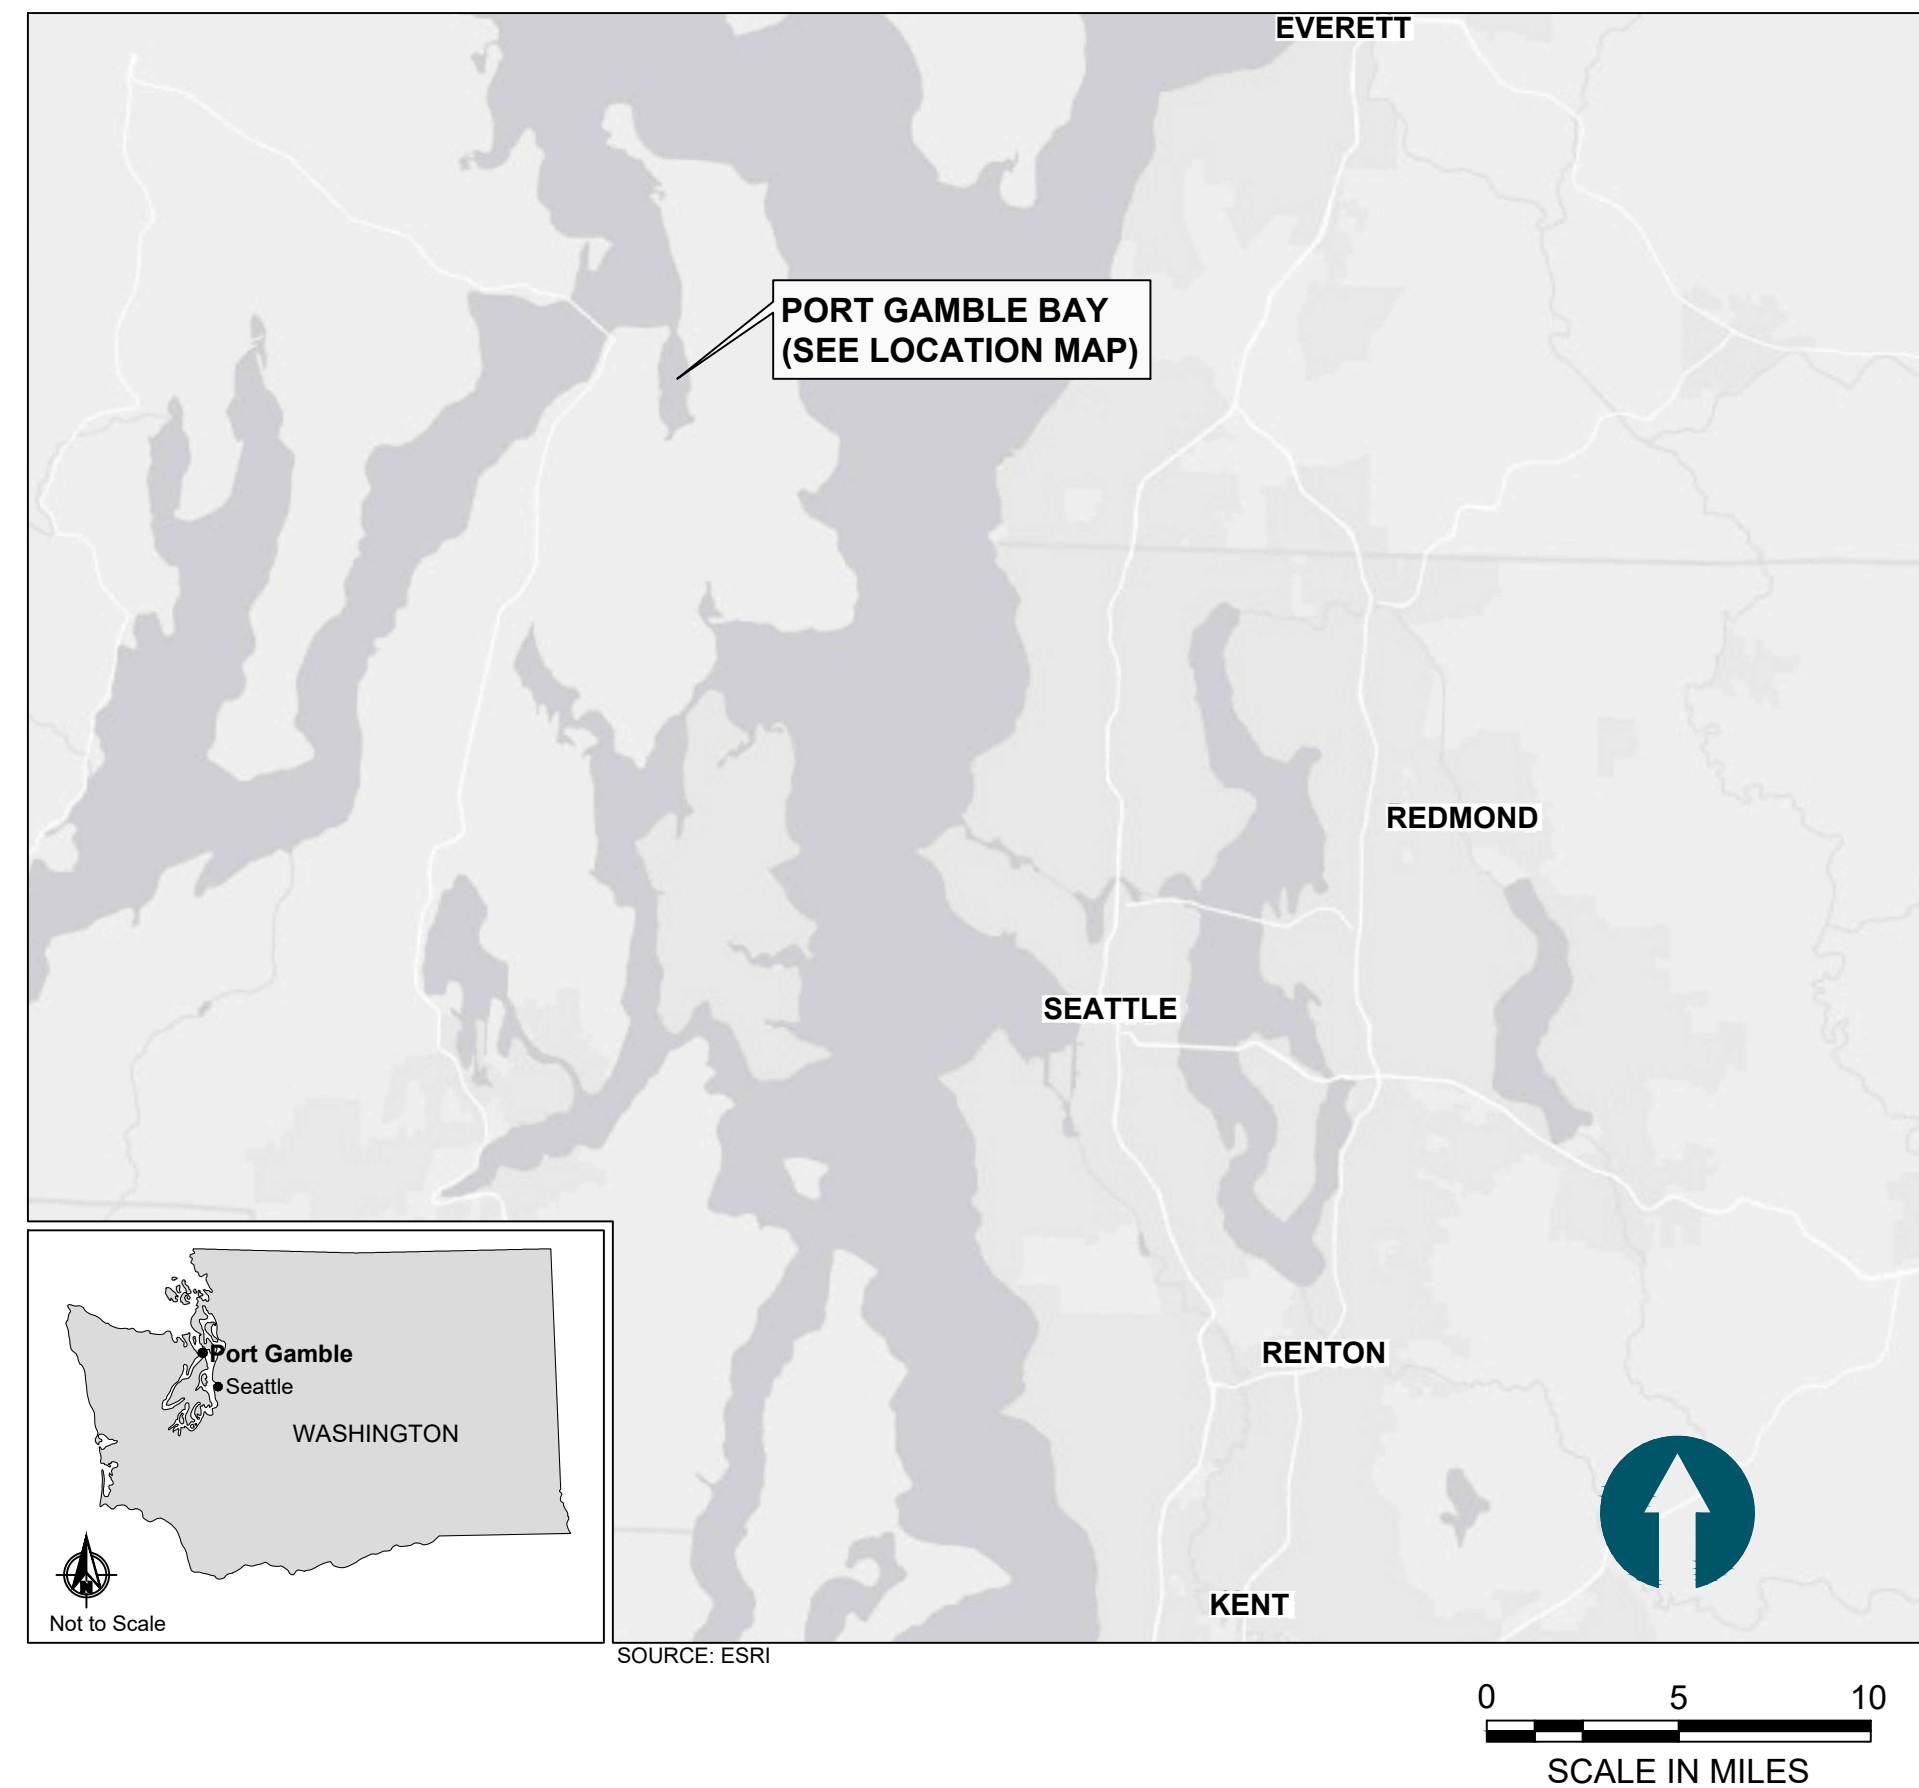 EVERETT
PORT GAMBLE BAY
(SEE LOCATION MAP)
REDMOND
SEATTLE
RENTON
KENT
Port Gamble
Seattle
WASHINGTON
N
Not to Scale
SOURCE: ESRI
0 5 10
SCALE IN MILES